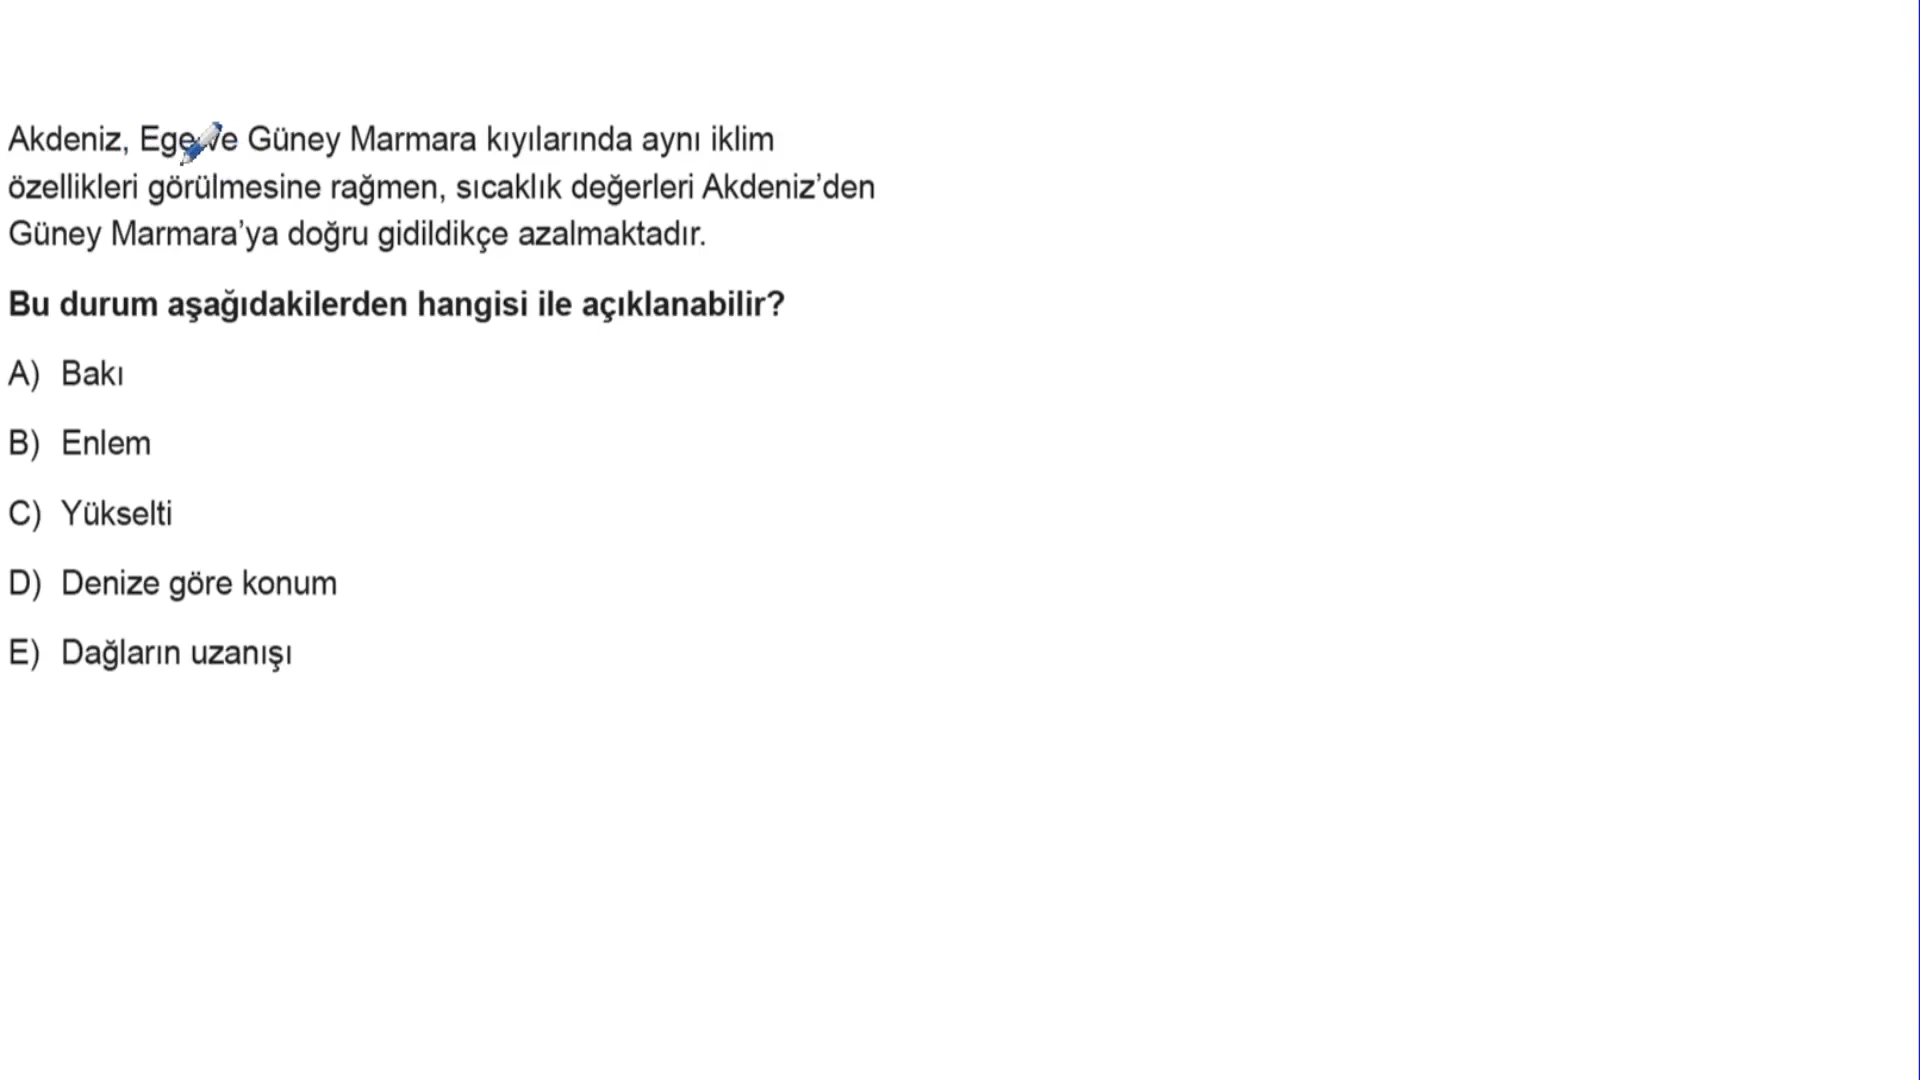 Akdeniz, Ege ve Güney Marmara kıyılarında aynı iklim
özellikleri görülmesine rağmen, sıcaklık değerleri Akdeniz’den
Güney Marmara’ya doğru gidildikçe azalmaktadır.
Bu durum aşağıdakilerden hangisi ile açıklanabilir?
A) Bakı
B) Enlem
C) Yükselti
D) Denize göre konum
E) Dağların uzanışı